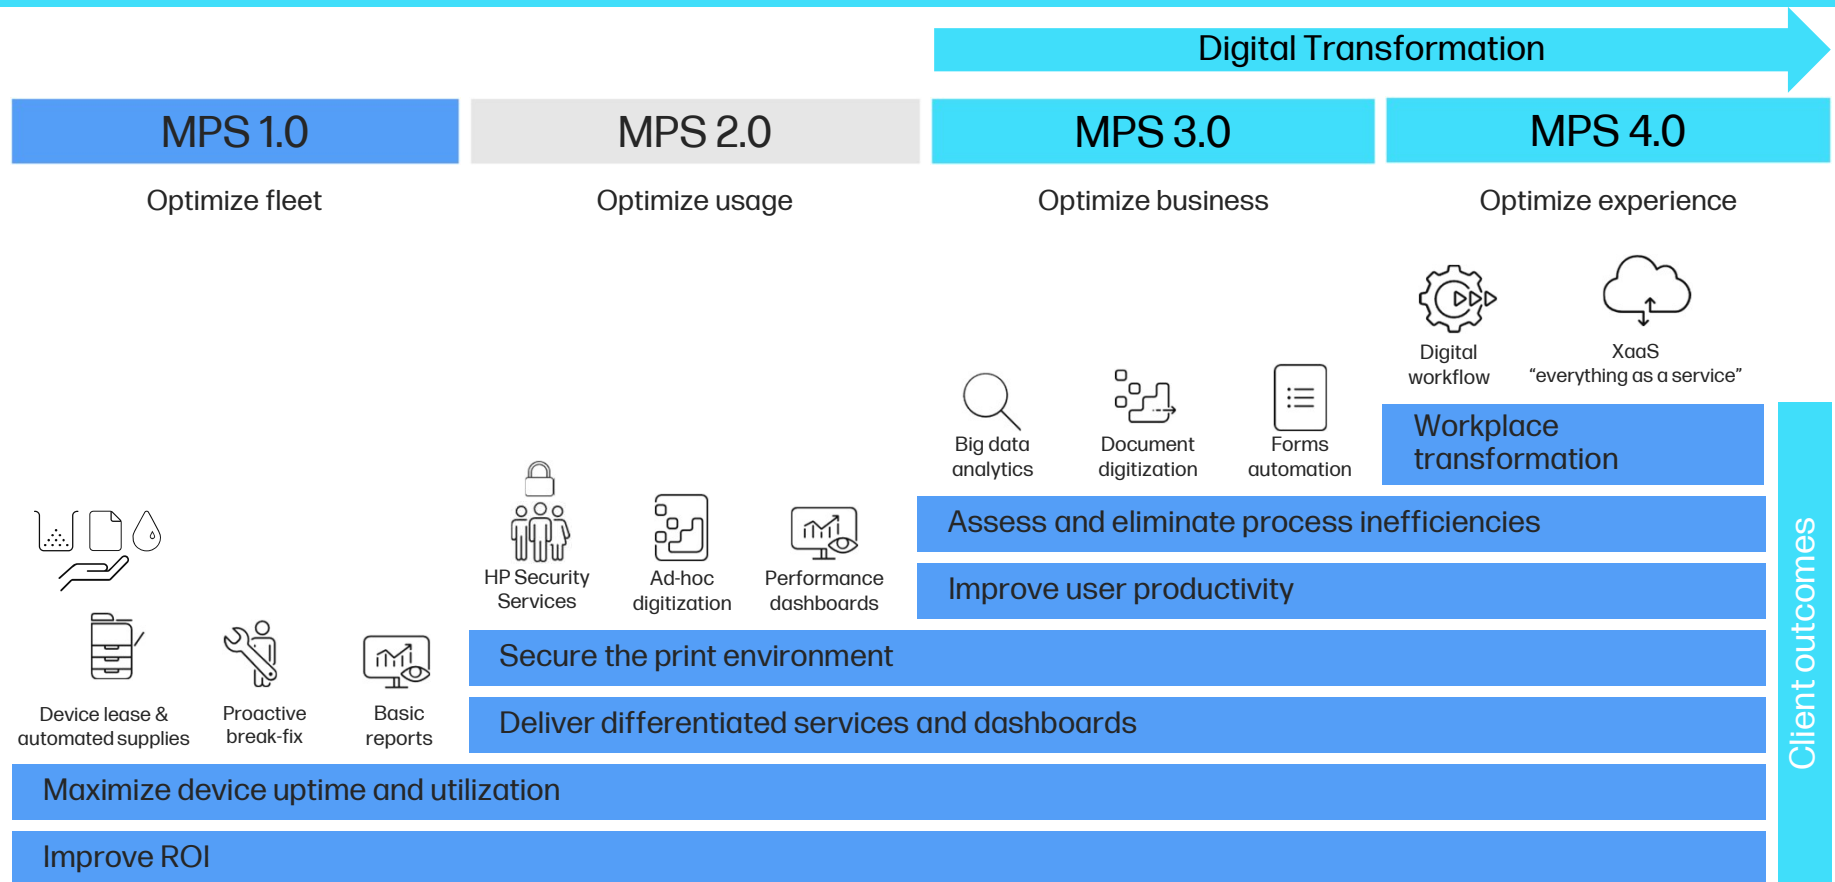 Digital Transformation
MPS 1.0
MPS 2.0
MPS 3.0
MPS 4.0
Optimize fleet
Optimize usage
Optimize business
Optimize experience
Digital
workflow
XaaS
“everything as a service”
Big data
analytics
Document
digitization
Forms
automation
Workplace
transformation
HP Security
Services
Ad-hoc
digitization
Performance
dashboards
Assess and eliminate process inefficiencies
Improve user productivity
Device lease &
automated supplies
Proactive
break-fix
Basic
reports
Secure the print environment
Deliver differentiated services and dashboards
Maximize device uptime and utilization
Improve ROI
Client outcomes